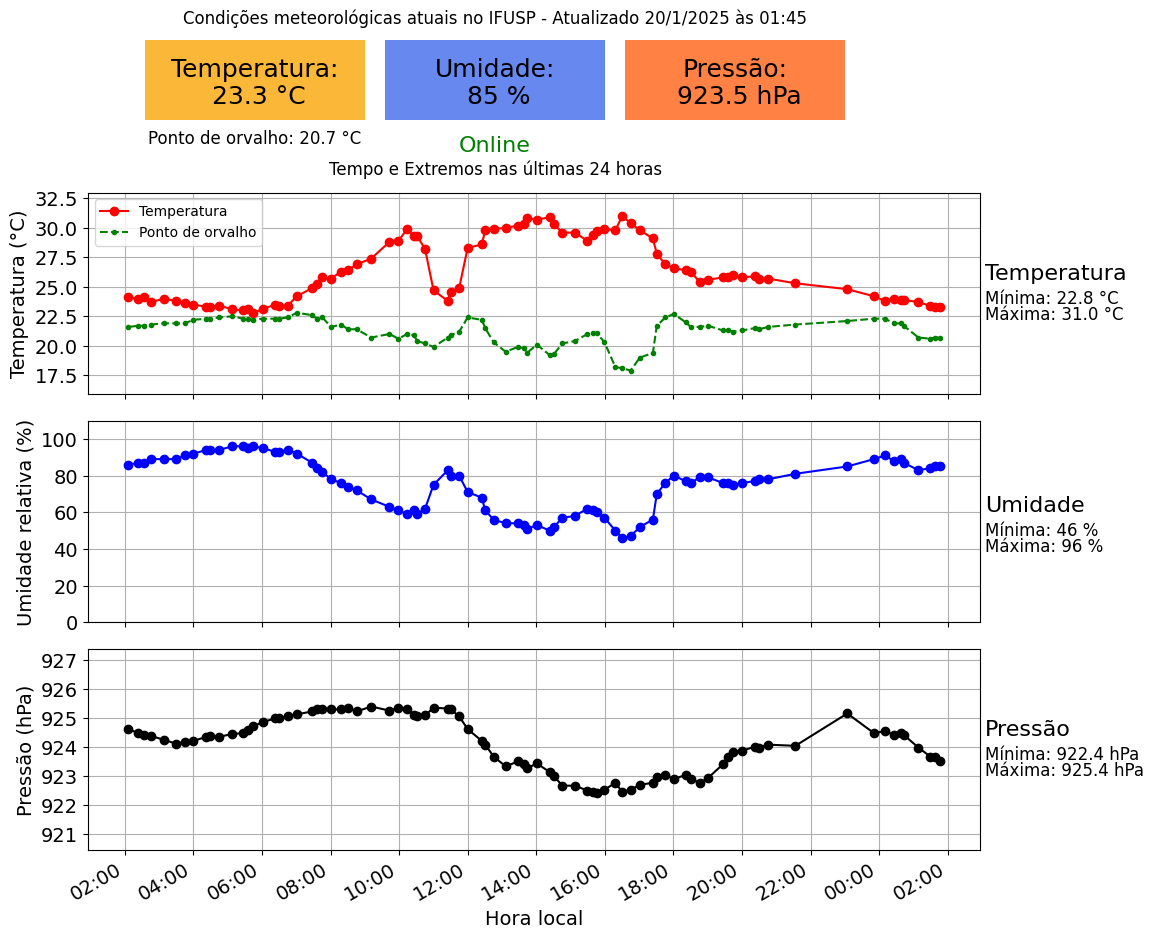 Condições meteorológicas atuais no IFUSP - Atualizado 20/1/2025 às 01:45
Temperatura:
23.3 °C
Umidade:
85 %
Pressão:
923.5 hPa
Ponto de orvalho: 20.7 °C
Online
Tempo e Extremos nas últimas 24 horas
Temperatura (°C)
32.5
30.0
27.5
25.0
22.5
20.0
17.5
Temperatura
Ponto de orvalho
Temperatura
Mínima: 22.8 °C
Máxima: 31.0 °C
Umidade relativa (%)
100
80
60
40
20
0
Umidade
Mínima: 46 %
Máxima: 96 %
Pressão (hPa)
927
926
925
924
923
922
921
Pressão
Mínima: 922.4 hPa
Máxima: 925.4 hPa
02:00 04:00 06:00 08:00 10:00 12:00 14:00 16:00 18:00 20:00 22:00 00:00 02:00
Hora local